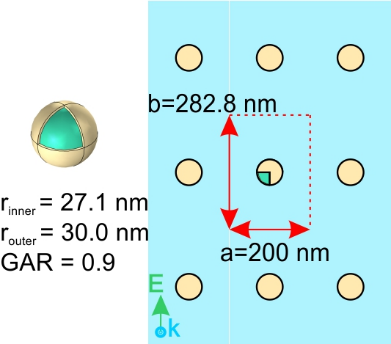 b=282.8 nm
r_inner = 27.1 nm
r_outer = 30.0 nm
GAR = 0.9
a=200 nm
E
k